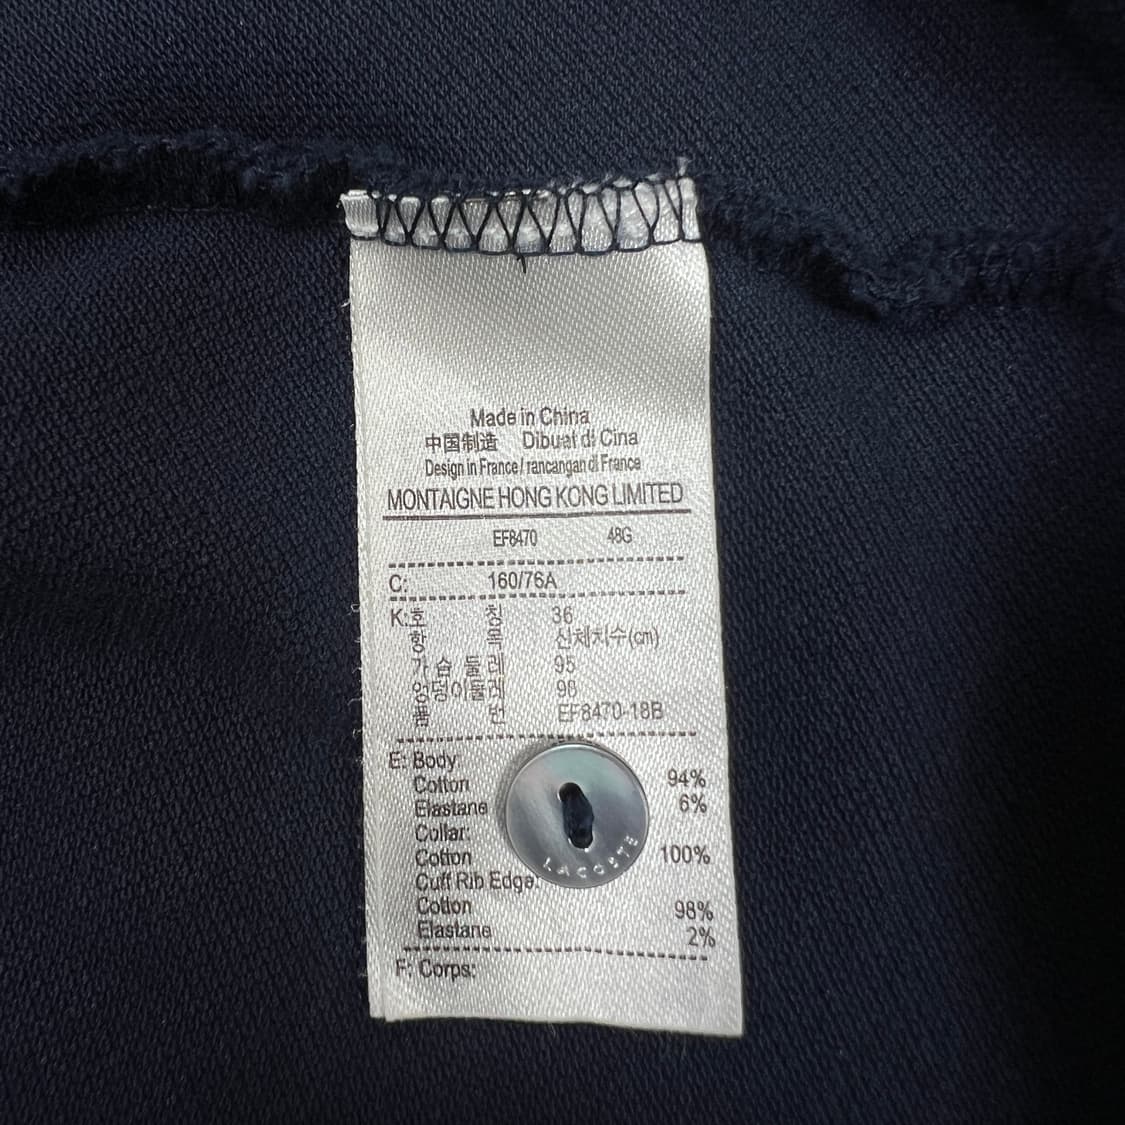 Made in China
中国制造 Dibuat di Cina
Design in France / rancangan di France
MONTAIGNE HONG KONG LIMITED
EF8470 48G
C: 160/76A
K: 호 칭 36
항 목 신체치수(cm)
가 슴 둘 레 95
엉덩이둘레 96
품 번 EF8470-18B
E: Body
Cotton 94%
Elastane 6%
Collar:
Cotton 100%
Cuff Rib Edge:
Cotton 98%
Elastane 2%
F: Corps:
LACOSTE